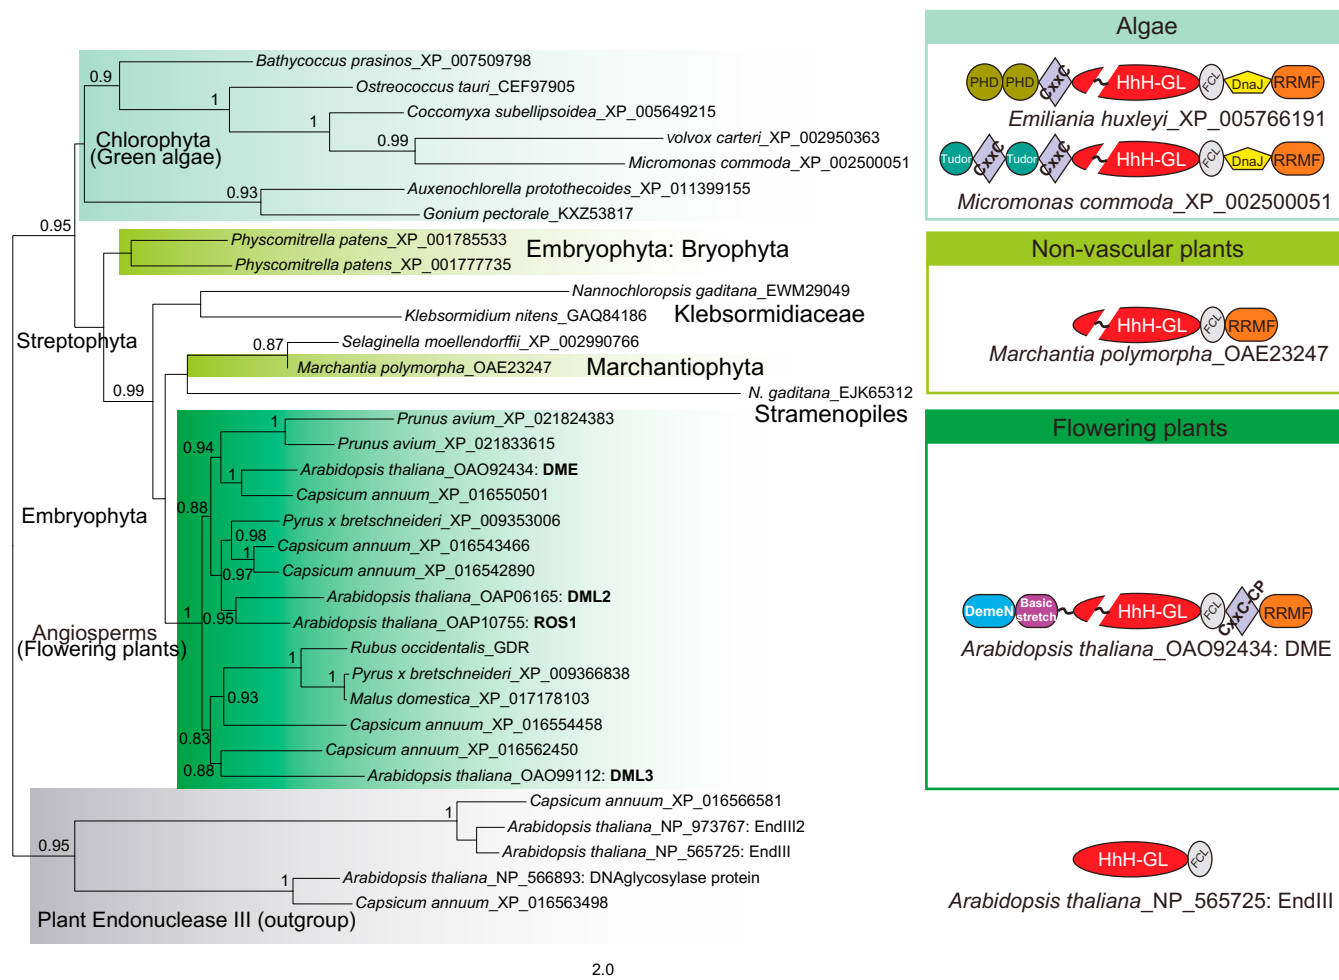 Bathycoccus prasinos_XP_007509798
0.9
Ostreococcus tauri_CEF97905
1
Coccomyxa subellipsoidea_XP_005649215
1
volvox carteri_XP_002950363
0.99
Chlorophyta
(Green algae)
Micromonas commoda_XP_002500051
Auxenochlorella protothecoides_XP_011399155
0.93
Gonium pectorale_KXZ53817
0.95
Physcomitrella patens_XP_001785533
Embryophyta: Bryophyta
Physcomitrella patens_XP_001777735
Nannochloropsis gaditana_EWM29049
Klebsormidium nitens_GAQ84186
Klebsormidiaceae
Streptophyta
Selaginella moellendorffii_XP_002990766
0.87
Marchantia polymorpha_OAE23247
Marchantiophyta
0.99
N. gaditana_EJK65312
Stramenopiles
Prunus avium_XP_021824383
1
Prunus avium_XP_021833615
0.94
Arabidopsis thaliana_OAO92434: DME
1
Capsicum annuum_XP_016550501
0.88
Embryophyta
Pyrus x bretschneideri_XP_009353006
0.98
Capsicum annuum_XP_016543466
1
0.97
Capsicum annuum_XP_016542890
Arabidopsis thaliana_OAP06165: DML2
1
0.95
Arabidopsis thaliana_OAP10755: ROS1
Angiosperms
(Flowering plants)
Rubus occidentalis_GDR
1
Pyrus x bretschneideri_XP_009366838
1
0.93
Malus domestica_XP_017178103
Capsicum annuum_XP_016554458
0.83
Capsicum annuum_XP_016562450
0.88
Arabidopsis thaliana_OAO99112: DML3
Capsicum annuum_XP_016566581
1
Arabidopsis thaliana_NP_973767: EndIII2
0.95
Arabidopsis thaliana_NP_565725: EndIII
Arabidopsis thaliana_NP_566893: DNAglycosylase protein
1
Capsicum annuum_XP_016563498
Plant Endonuclease III (outgroup)
2.0
Algae
PHD PHD CxxC HhH-GL FCL DnaJ RRMF
Emiliania huxleyi_XP_005766191
Tudor CxxC Tudor CxxC HhH-GL FCL DnaJ RRMF
Micromonas commoda_XP_002500051
Non-vascular plants
HhH-GL FCL RRMF
Marchantia polymorpha_OAE23247
Flowering plants
DemeN Basic stretch HhH-GL FCL CxxC-CP RRMF
Arabidopsis thaliana_OAO92434: DME
HhH-GL FCL
Arabidopsis thaliana_NP_565725: EndIII